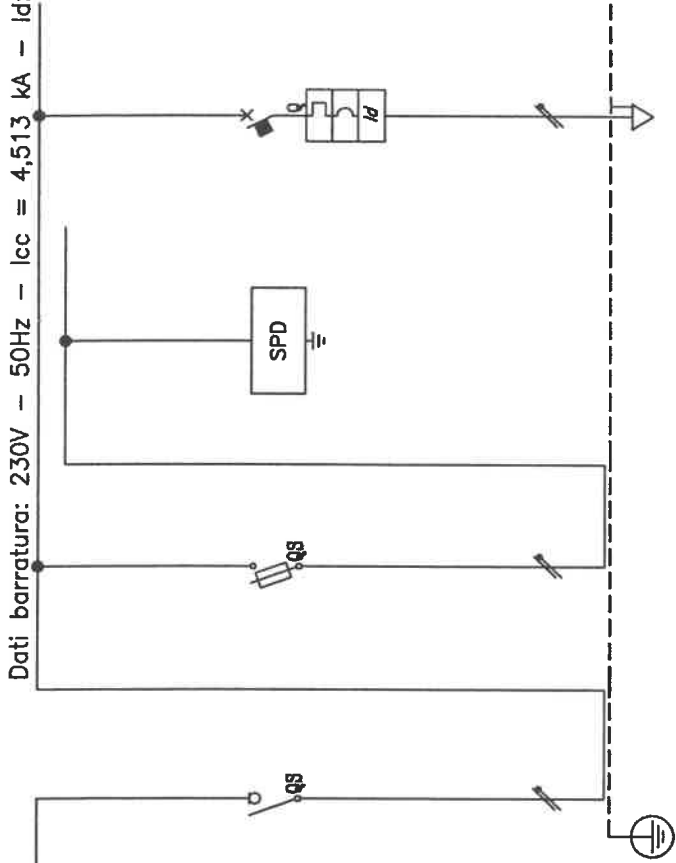 Dati barratura: 230V – 50Hz – Icc = 4,513 kA – Id
Q
Id
SPD
QS
QS